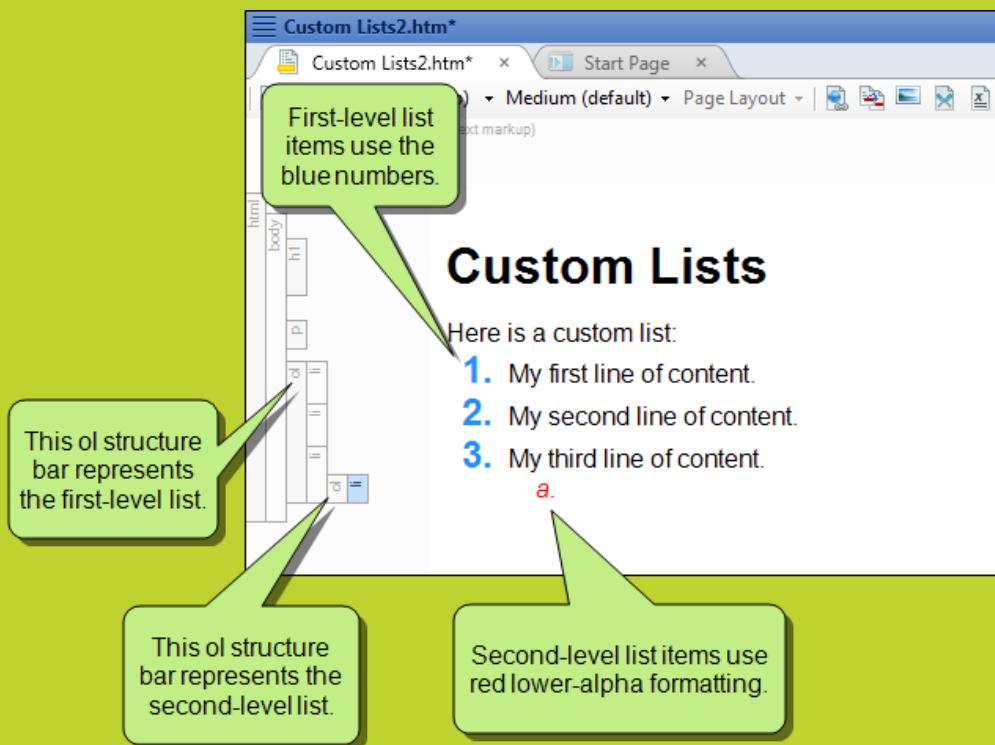 Custom Lists2.htm*
Custom Lists2.htm* × Start Page ×
) Medium (default) Page Layout
ext markup)
First-level list
items use the
blue numbers.
html
body
h1
p
ol
li
li
li
ol
li
Custom Lists
Here is a custom list:
1. My first line of content.
2. My second line of content.
3. My third line of content.
a.
This ol structure
bar represents
the first-level list.
This ol structure
bar represents the
second-level list.
Second-level list items use
red lower-alpha formatting.